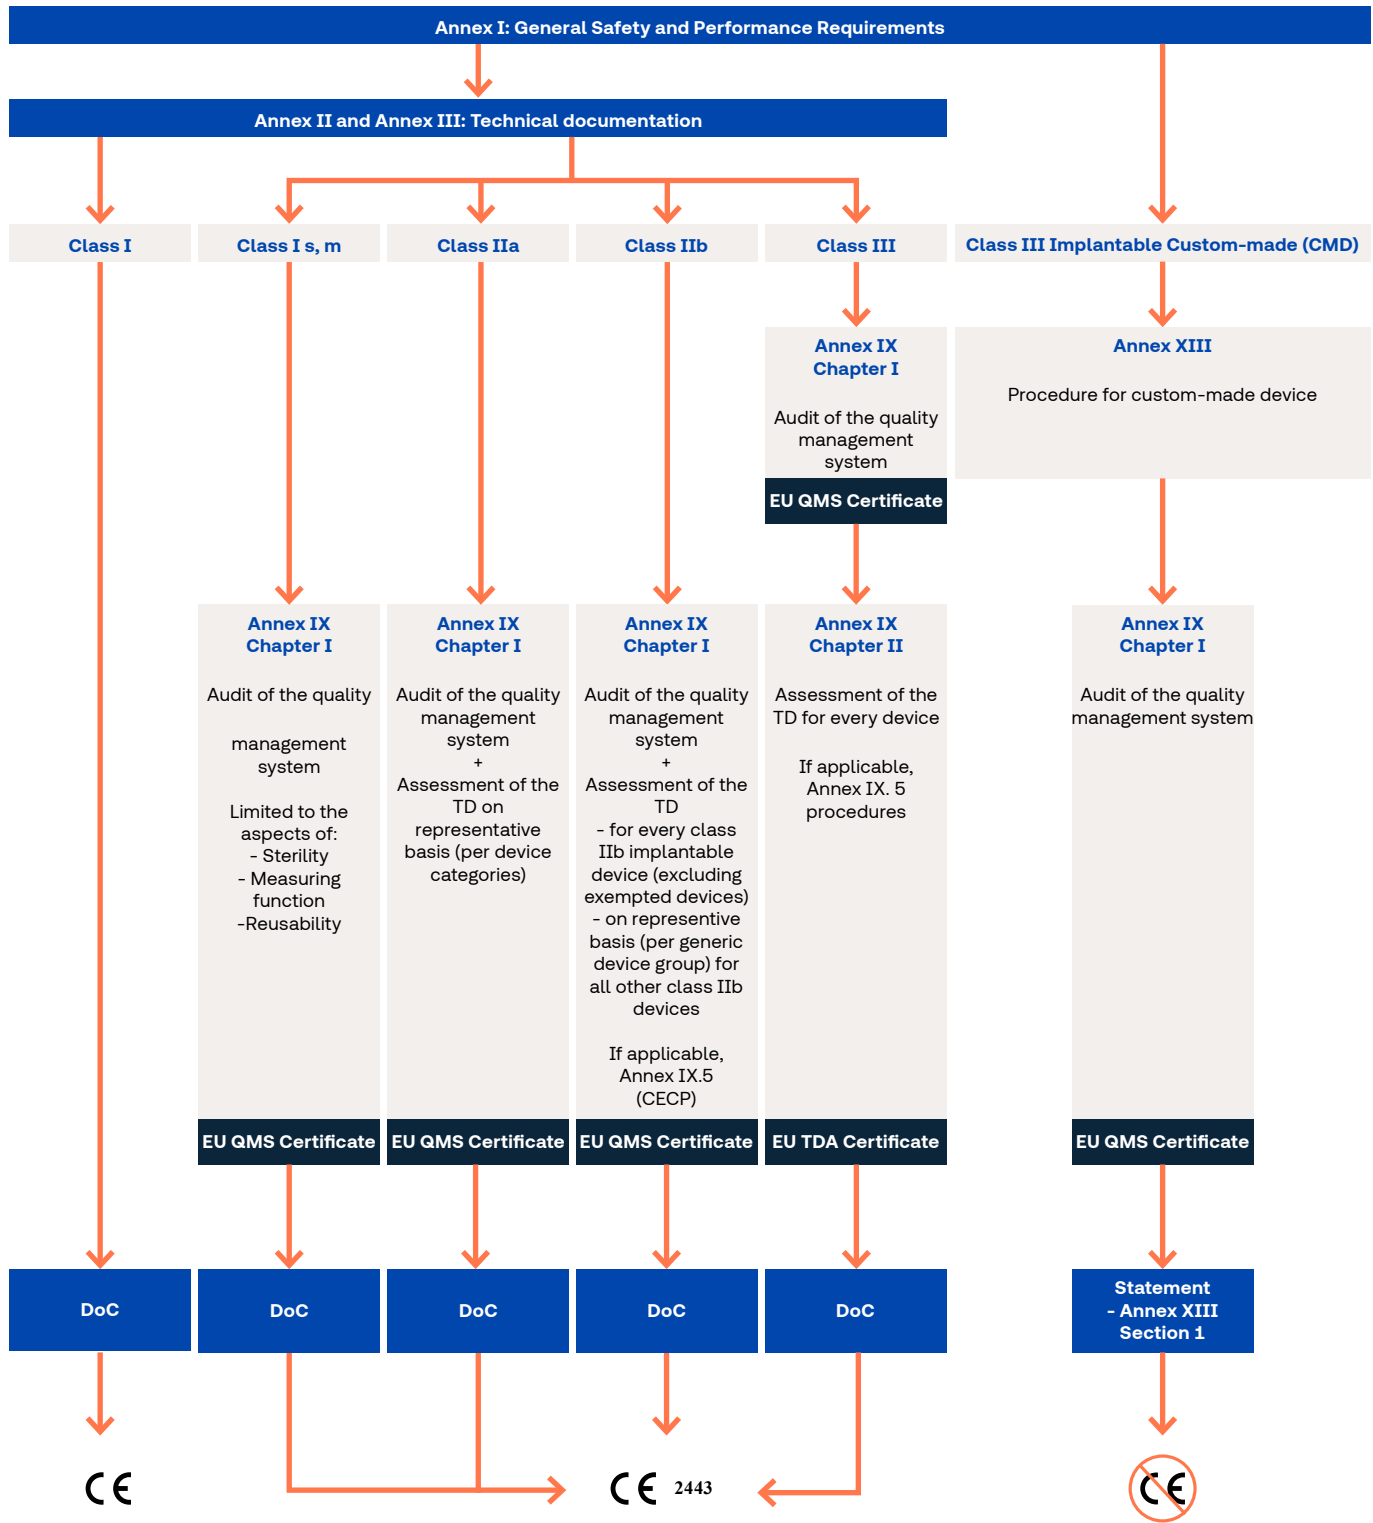 Annex I: General Safety and Performance Requirements
Annex II and Annex III: Technical documentation
Class I
Class I s, m
Class IIa
Class IIb
Class III
Class III Implantable Custom-made (CMD)
Annex IX
Chapter I
Audit of the quality
management
system
EU QMS Certificate
Annex XIII
Procedure for custom-made device
Annex IX
Chapter I
Audit of the quality
management
system
Limited to the
aspects of:
- Sterility
- Measuring
function
-Reusability
EU QMS Certificate
Annex IX
Chapter I
Audit of the quality
management
system
+
Assessment of the
TD on
representative
basis (per device
categories)
EU QMS Certificate
Annex IX
Chapter I
Audit of the quality
management
system
+
Assessment of the
TD
- for every class
IIb implantable
device (excluding
exempted devices)
- on representive
basis (per generic
device group) for
all other class IIb
devices
If applicable,
Annex IX.5
(CECP)
EU QMS Certificate
Annex IX
Chapter II
Assessment of the
TD for every device
If applicable,
Annex IX. 5
procedures
EU TDA Certificate
Annex IX
Chapter I
Audit of the quality
management system
EU QMS Certificate
DoC
DoC
DoC
DoC
DoC
Statement
- Annex XIII
Section 1
CE
CE 2443
CE